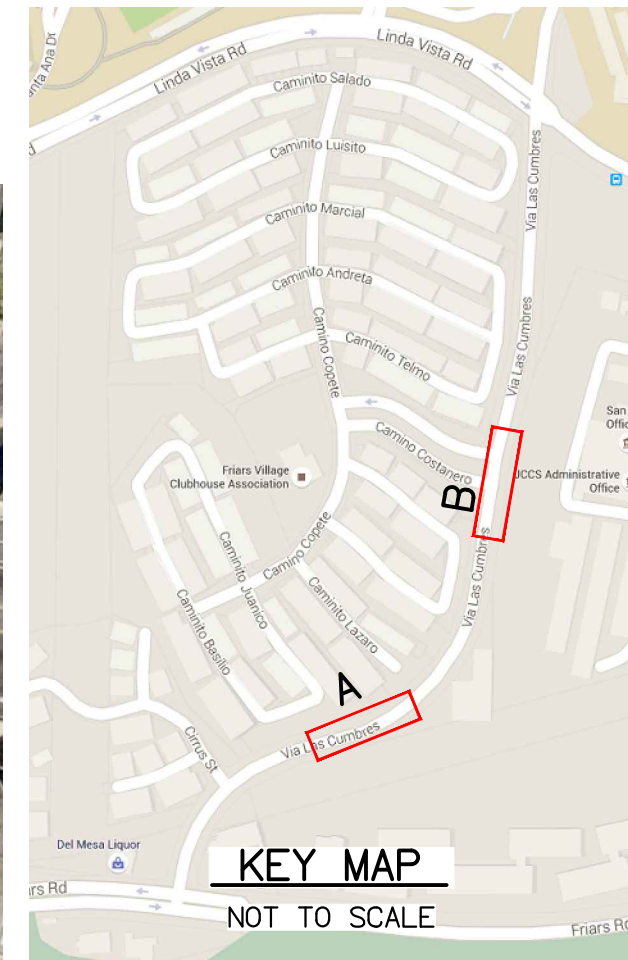 Linda Vista Rd
Linda Vista Rd
Caminito Salado
Caminito Luisito
Via Las Cumbres
Caminito Marcial
Caminito Andreta
Camino Copete
Caminito Telmo
Via Las Cumbres
San
Offic
Camino Costanero
Friars Village
Clubhouse Association
JCCS Administrative
Office
B
Camino Copete
Caminito Juanico
Caminito Lazaro
Caminito Basilio
Via Las Cumbres
A
Via Las Cumbres
Cirrus St
Del Mesa Liquor
KEY MAP
NOT TO SCALE
Friars Rd